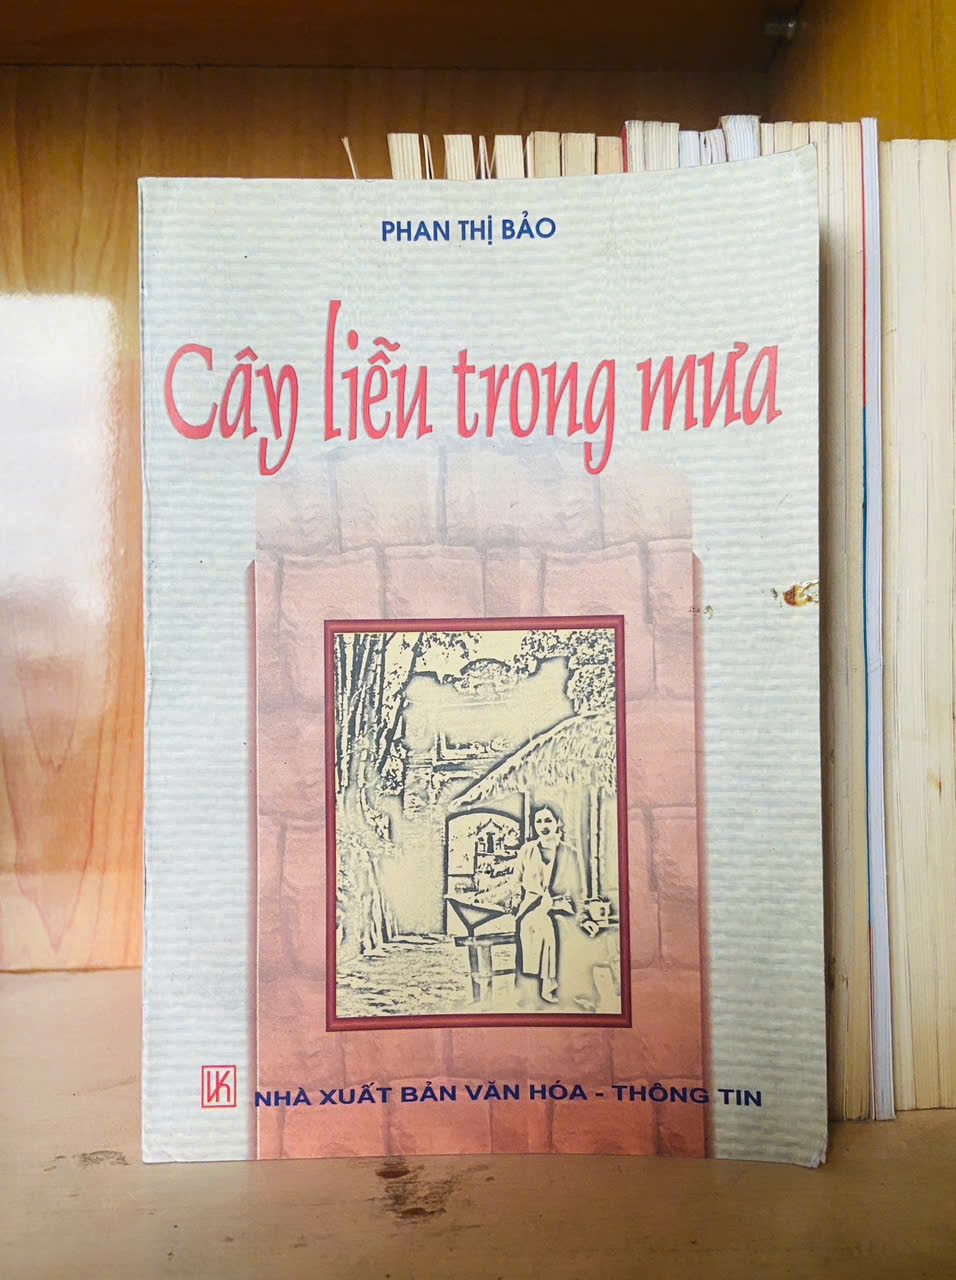 PHAN THỊ BẢO
Cây liễu trong mưa
NHÀ XUẤT BẢN VĂN HÓA - THÔNG TIN